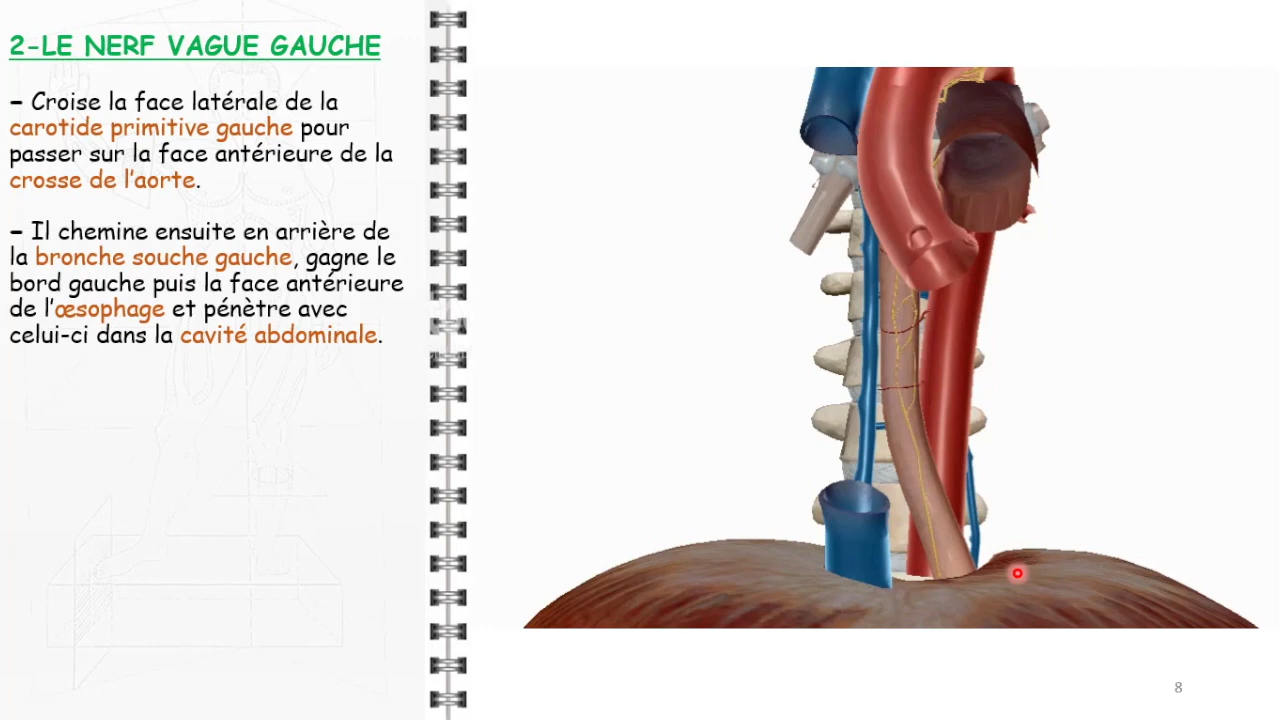 2-LE NERF VAGUE GAUCHE
– Croise la face latérale de la
carotide primitive gauche pour
passer sur la face antérieure de la
crosse de l'aorte.
– Il chemine ensuite en arrière de
la bronche souche gauche, gagne le
bord gauche puis la face antérieure
de l'œsophage et pénètre avec
celui-ci dans la cavité abdominale.
8